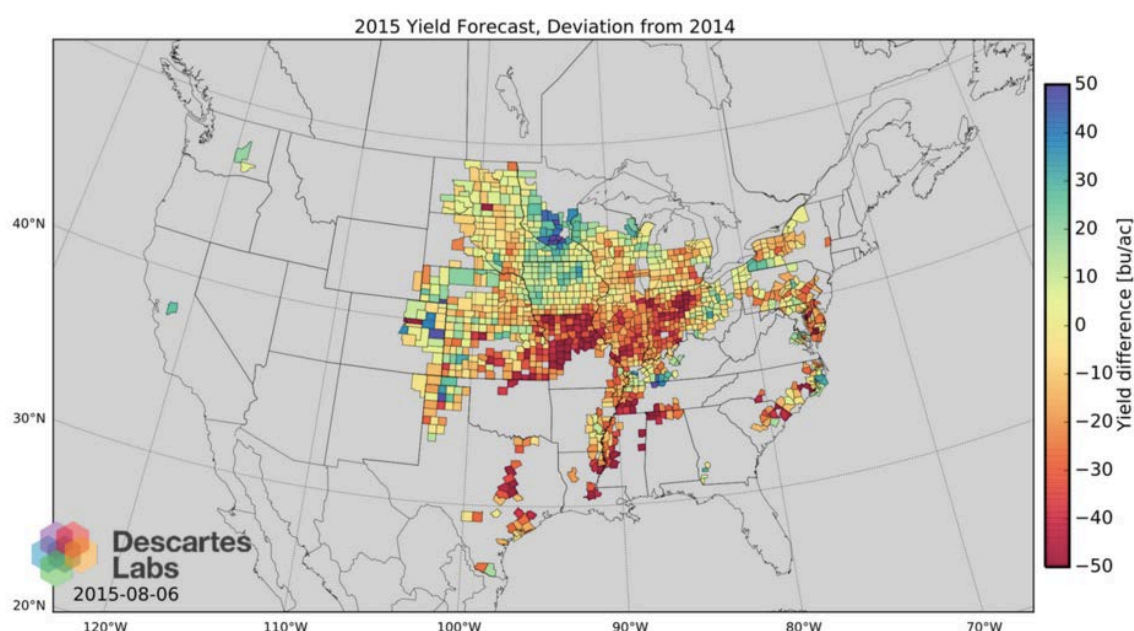 2015 Yield Forecast, Deviation from 2014
40°N
30°N
20°N
120°W
110°W
100°W
90°W
80°W
70°W
50
40
30
20
10
0
−10
−20
−30
−40
−50
Yield difference [bu/ac]
Descartes
Labs
2015-08-06